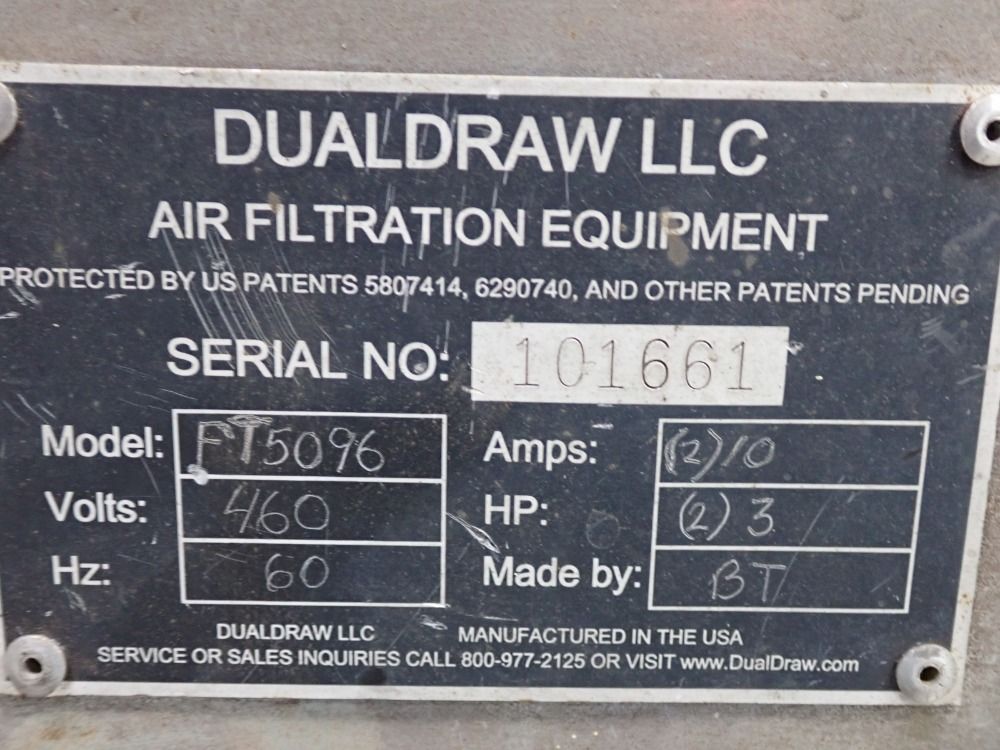 DUALDRAW LLC
AIR FILTRATION EQUIPMENT
PROTECTED BY US PATENTS 5807414, 6290740, AND OTHER PATENTS PENDING
SERIAL NO: 101661
Model: FT5096 Amps: (2)10
Volts: 460 HP: (2) 3
Hz: 60 Made by: BT
DUALDRAW LLC MANUFACTURED IN THE USA
SERVICE OR SALES INQUIRIES CALL 800-977-2125 OR VISIT www.DualDraw.com